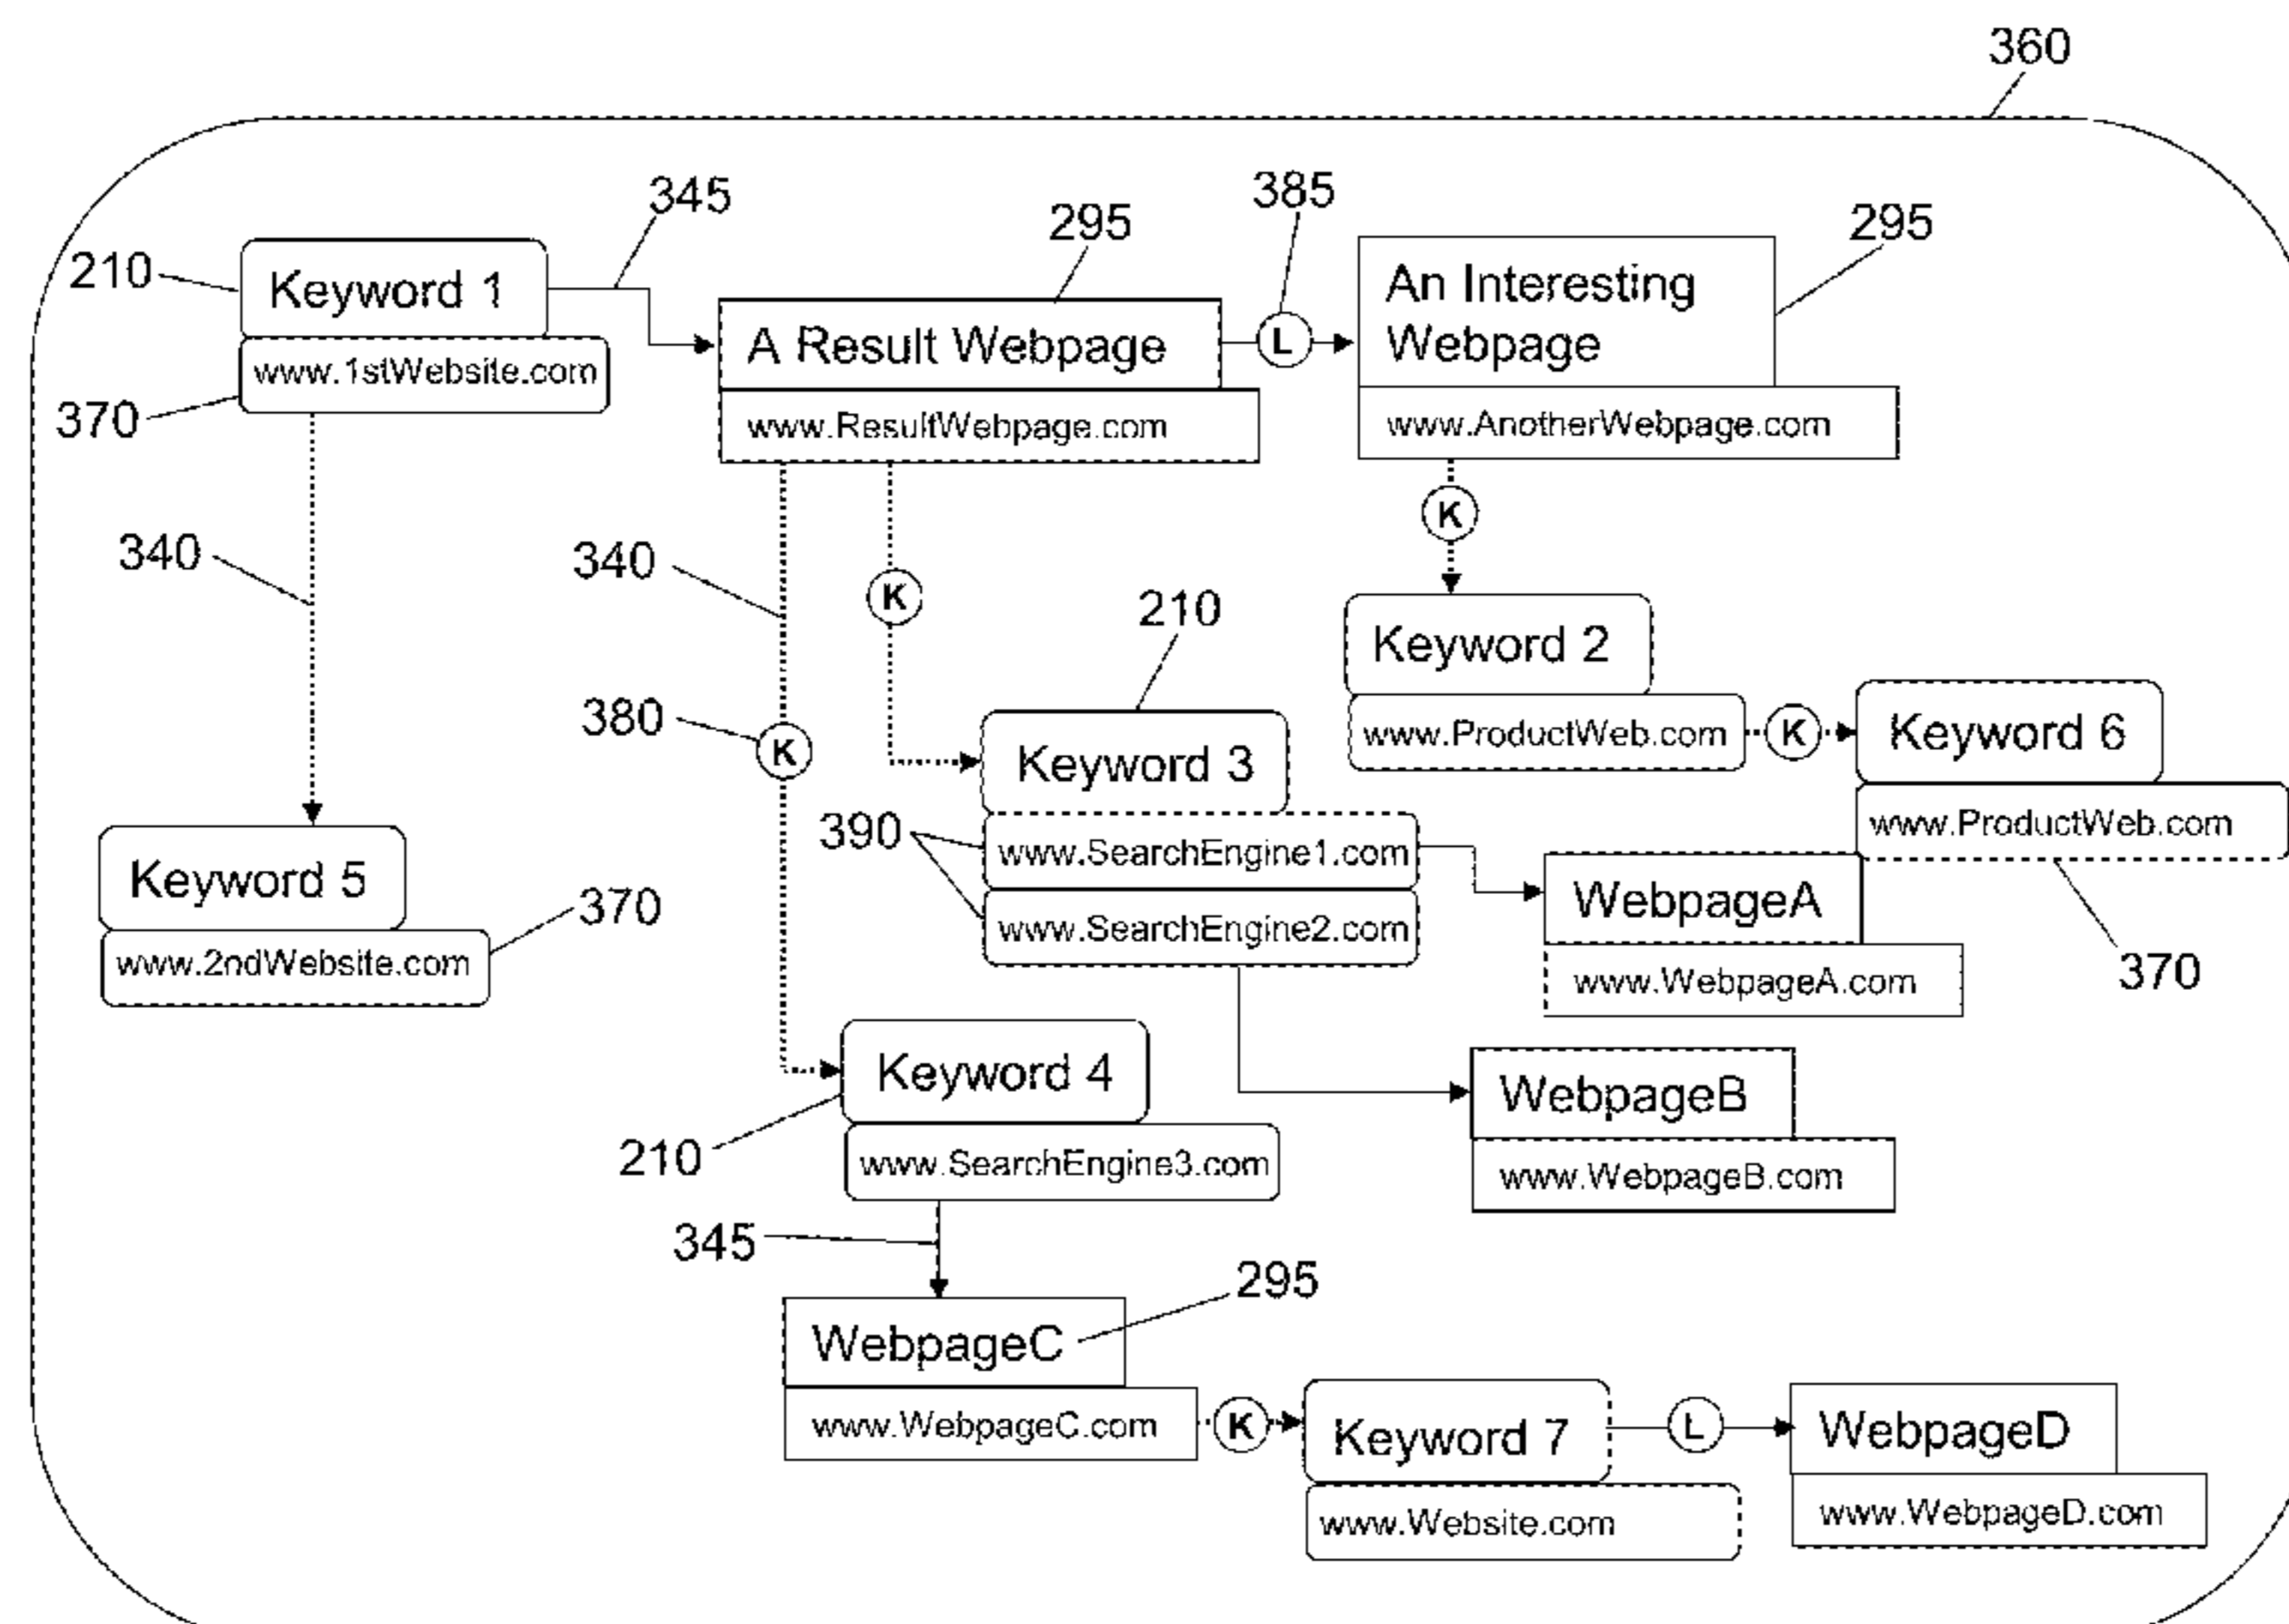 360
345
385
295
295
210
Keyword 1
An Interesting
Webpage
A Result Webpage
L
www.1stWebsite.com
370
www.ResultWebpage.com
www.AnotherWebpage.com
K
340
340
K
210
Keyword 2
380
K
www.ProductWeb.com
K
Keyword 6
Keyword 3
390
www.SearchEngine1.com
www.ProductWeb.com
Keyword 5
370
WebpageA
www.SearchEngine2.com
www.2ndWebsite.com
www.WebpageA.com
370
Keyword 4
WebpageB
210
www.SearchEngine3.com
www.WebpageB.com
345
295
WebpageC
www.WebpageC.com
K
Keyword 7
L
WebpageD
www.Website.com
www.WebpageD.com